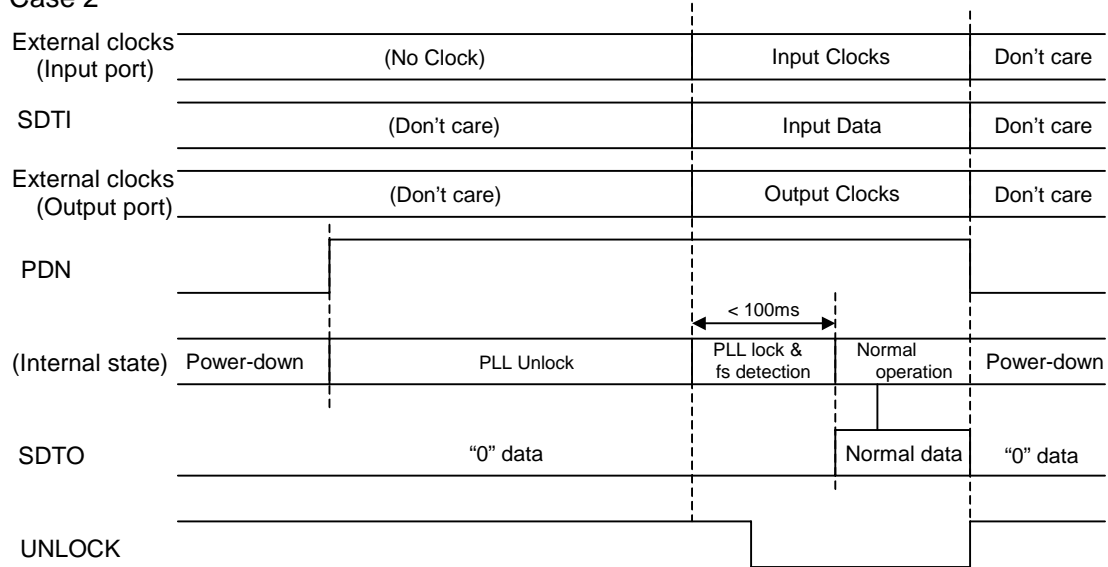 Case 2
External clocks
(Input port)
(No Clock)
Input Clocks
Don't care
SDTI
(Don't care)
Input Data
Don't care
External clocks
(Output port)
(Don't care)
Output Clocks
Don't care
PDN
< 100ms
(Internal state)
Power-down
PLL Unlock
PLL lock &
fs detection
Normal
operation
Power-down
SDTO
“0” data
Normal data
“0” data
UNLOCK